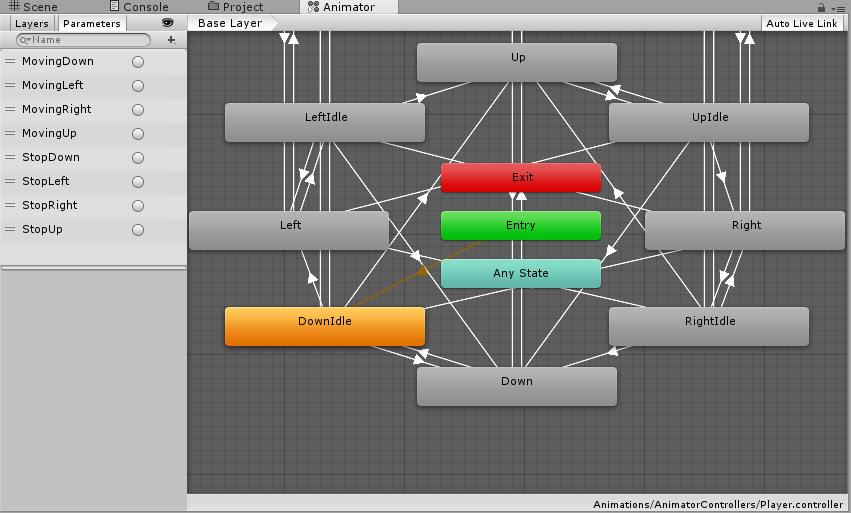 Scene
Console
Project
Animator
Layers
Parameters
Base Layer
Auto Live Link
Name
MovingDown
MovingLeft
MovingRight
MovingUp
StopDown
StopLeft
StopRight
StopUp
Up
LeftIdle
UpIdle
Exit
Left
Entry
Right
Any State
DownIdle
RightIdle
Down
Animations/AnimatorControllers/Player.controller